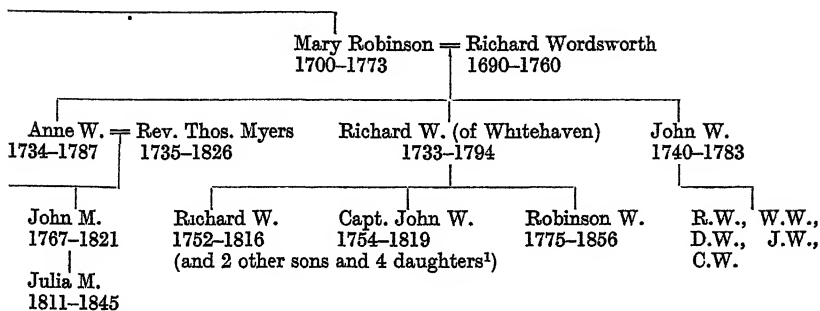 Mary Robinson = Richard Wordsworth
1700–1773 1690–1760
Anne W. = Rev. Thos. Myers Richard W. (of Whitehaven) John W.
1734–1787 1735–1826 1733–1794 1740–1783
John M. Richard W. Capt. John W. Robinson W. R.W., W.W.,
1767–1821 1752–1816 1754–1819 1775–1856 D.W., J.W.,
(and 2 other sons and 4 daughters¹) C.W.
Julia M.
1811–1845